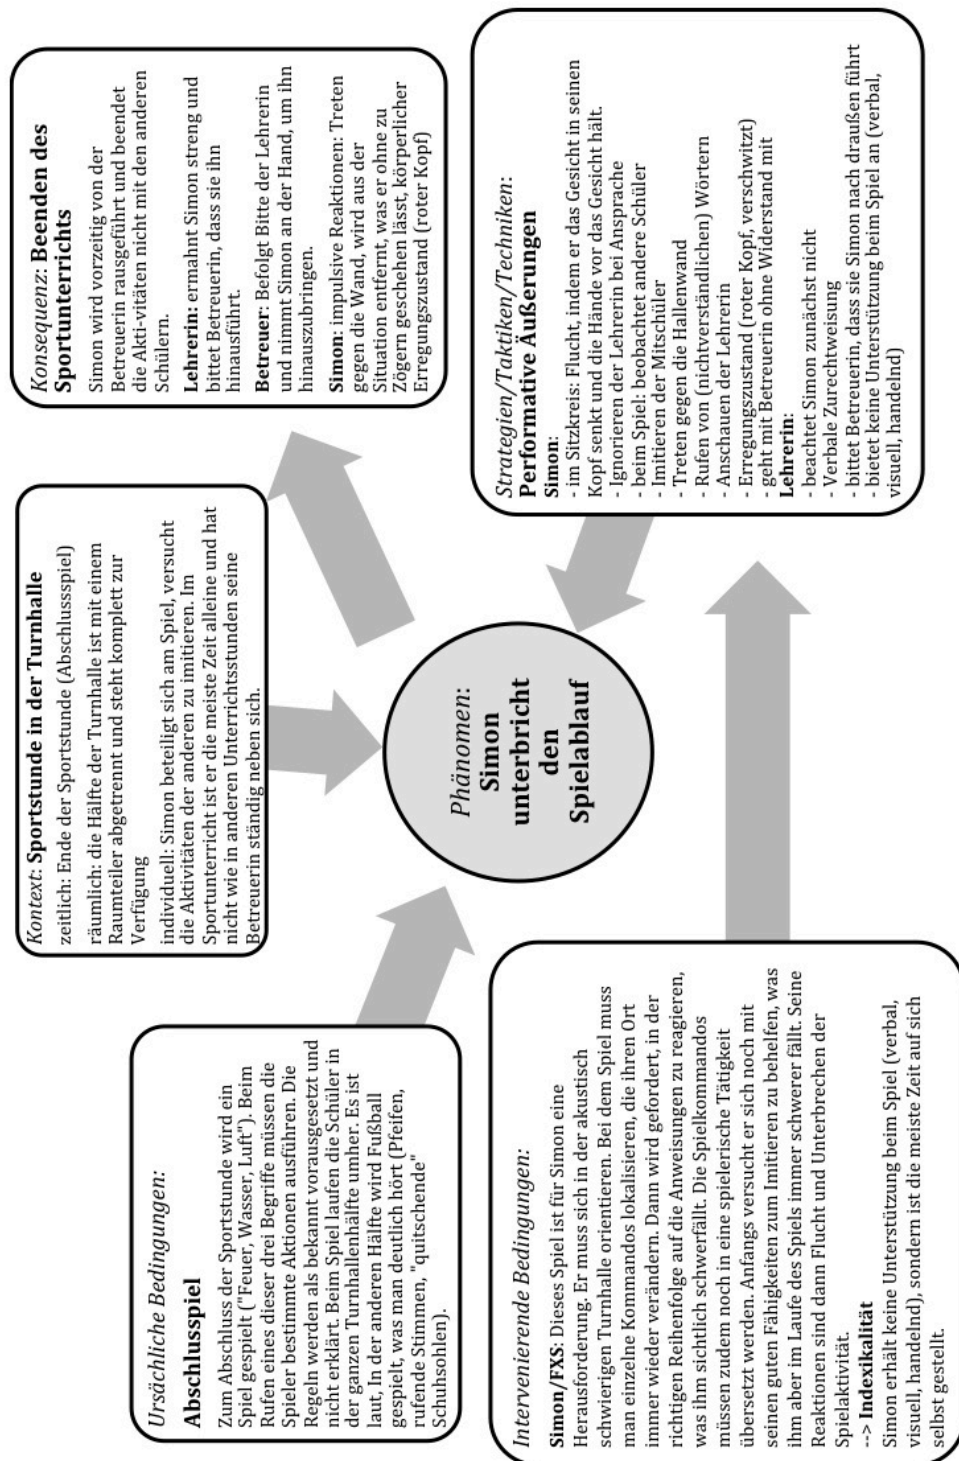 Ursächliche Bedingungen:
Abschlusspiel
Zum Abschluss der Sportstunde wird ein
Spiel gespielt ("Feuer, Wasser, Luft"). Beim
Rufen eines dieser drei Begriffe müssen die
Spieler bestimmte Aktionen ausführen. Die
Regeln werden als bekannt vorausgesetzt und
nicht erklärt. Beim Spiel laufen die Schüler in
der ganzen Turnhallenhälfte umher. Es ist
laut, In der anderen Hälfte wird Fußball
gespielt, was man deutlich hört (Pfeifen,
rufende Stimmen, "quitschende"
Schuhsohlen).
Kontext: Sportstunde in der Turnhalle
zeitlich: Ende der Sportstunde (Abschlussspiel)
räumlich: die Hälfte der Turnhalle ist mit einem
Raumteiler abgetrennt und steht komplett zur
Verfügung
individuell: Simon beteiligt sich am Spiel, versucht
die Aktivitäten der anderen zu imitieren. Im
Sportunterricht ist er die meiste Zeit alleine und hat
nicht wie in anderen Unterrichtsstunden seine
Betreuerin ständig neben sich.
Konsequenz: Beenden des
Sportunterrichts
Simon wird vorzeitig von der
Betreuerin rausgeführt und beendet
die Akti-vitäten nicht mit den anderen
Schülern.
Lehrerin: ermahnt Simon streng und
bittet Betreuerin, dass sie ihn
hinausführt.
Betreuer: Befolgt Bitte der Lehrerin
und nimmt Simon an der Hand, um ihn
hinauszubringen.
Simon: impulsive Reaktionen: Treten
gegen die Wand, wird aus der
Situation entfernt, was er ohne zu
Zögern geschehen lässt, körperlicher
Erregungszustand (roter Kopf)
Phänomen:
Simon
unterbricht
den
Spielablauf
Intervenierende Bedingungen:
Simon/FXS: Dieses Spiel ist für Simon eine
Herausforderung. Er muss sich in der akustisch
schwierigen Turnhalle orientieren. Bei dem Spiel muss
man einzelne Kommandos lokalisieren, die ihren Ort
immer wieder verändern. Dann wird gefordert, in der
richtigen Reihenfolge auf die Anweisungen zu reagieren,
was ihm sichtlich schwerfällt. Die Spielkommandos
müssen zudem noch in eine spielerische Tätigkeit
übersetzt werden. Anfangs versucht er sich noch mit
seinen guten Fähigkeiten zum Imitieren zu behelfen, was
ihm aber im Laufe des Spiels immer schwerer fällt. Seine
Reaktionen sind dann Flucht und Unterbrechen der
Spielaktivität.
--> Indexikalität
Simon erhält keine Unterstützung beim Spiel (verbal,
visuell, handelnd), sondern ist die meiste Zeit auf sich
selbst gestellt.
Strategien/Taktiken/Techniken:
Performative Äußerungen
Simon:
- im Sitzkreis: Flucht, indem er das Gesicht in seinen
Kopf senkt und die Hände vor das Gesicht hält.
- Ignorieren der Lehrerin bei Ansprache
- beim Spiel: beobachtet andere Schüler
- Imitieren der Mitschüler
- Treten gegen die Hallenwand
- Rufen von (nichtverständlichen) Wörtern
- Anschauen der Lehrerin
- Erregungszustand (roter Kopf, verschwitzt)
- geht mit Betreuerin ohne Widerstand mit
Lehrerin:
- beachtet Simon zunächst nicht
- Verbale Zurechtweisung
- bittet Betreuerin, dass sie Simon nach draußen führt
- bietet keine Unterstützung beim Spiel an (verbal,
visuell, handelnd)